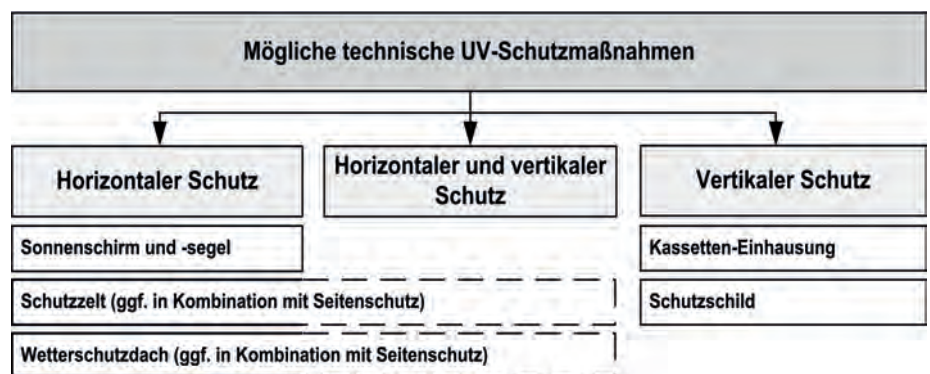 Mögliche technische UV-Schutzmaßnahmen
Horizontaler Schutz
Horizontaler und vertikaler
Schutz
Vertikaler Schutz
Sonnenschirm und -segel
Kassetten-Einhausung
Schutzzelt (ggf. in Kombination mit Seitenschutz)
Schutzschild
Wetterschutzdach (ggf. in Kombination mit Seitenschutz)